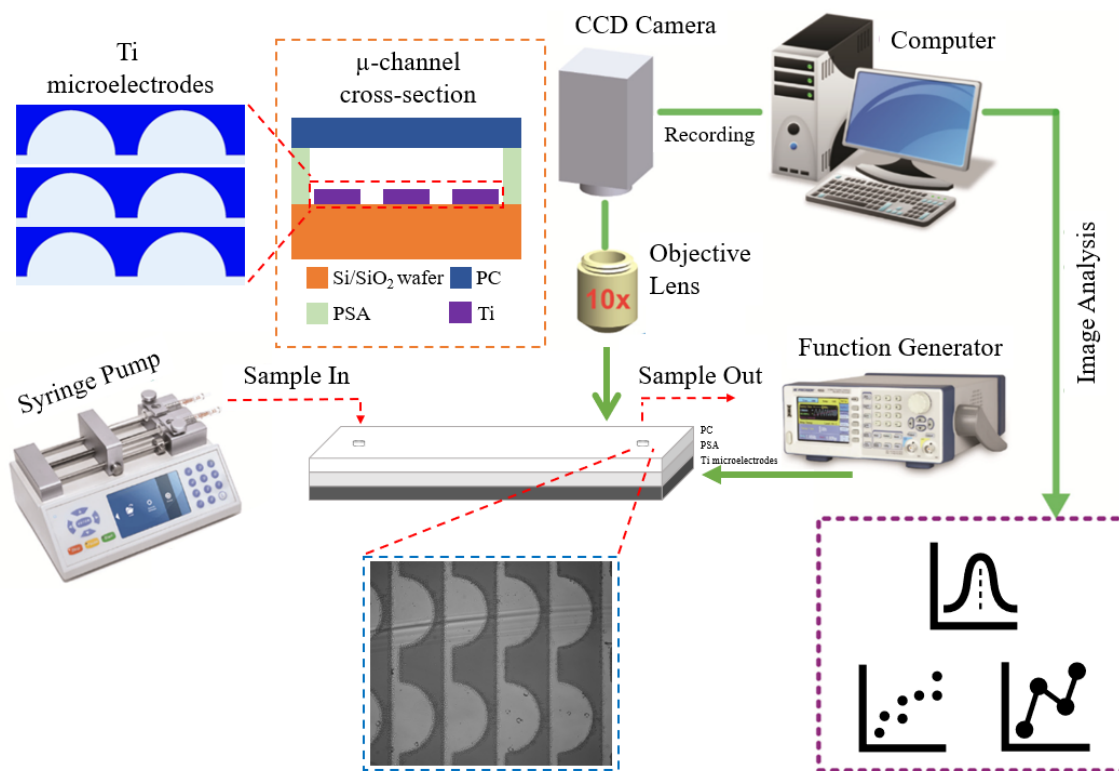 Ti
microelectrodes
μ-channel
cross-section
Si/SiO₂ wafer
PC
PSA
Ti
CCD Camera
Recording
Computer
Objective
Lens
10x
Image Analysis
Syringe Pump
Sample In
Sample Out
Function Generator
PC
PSA
Ti microelectrodes